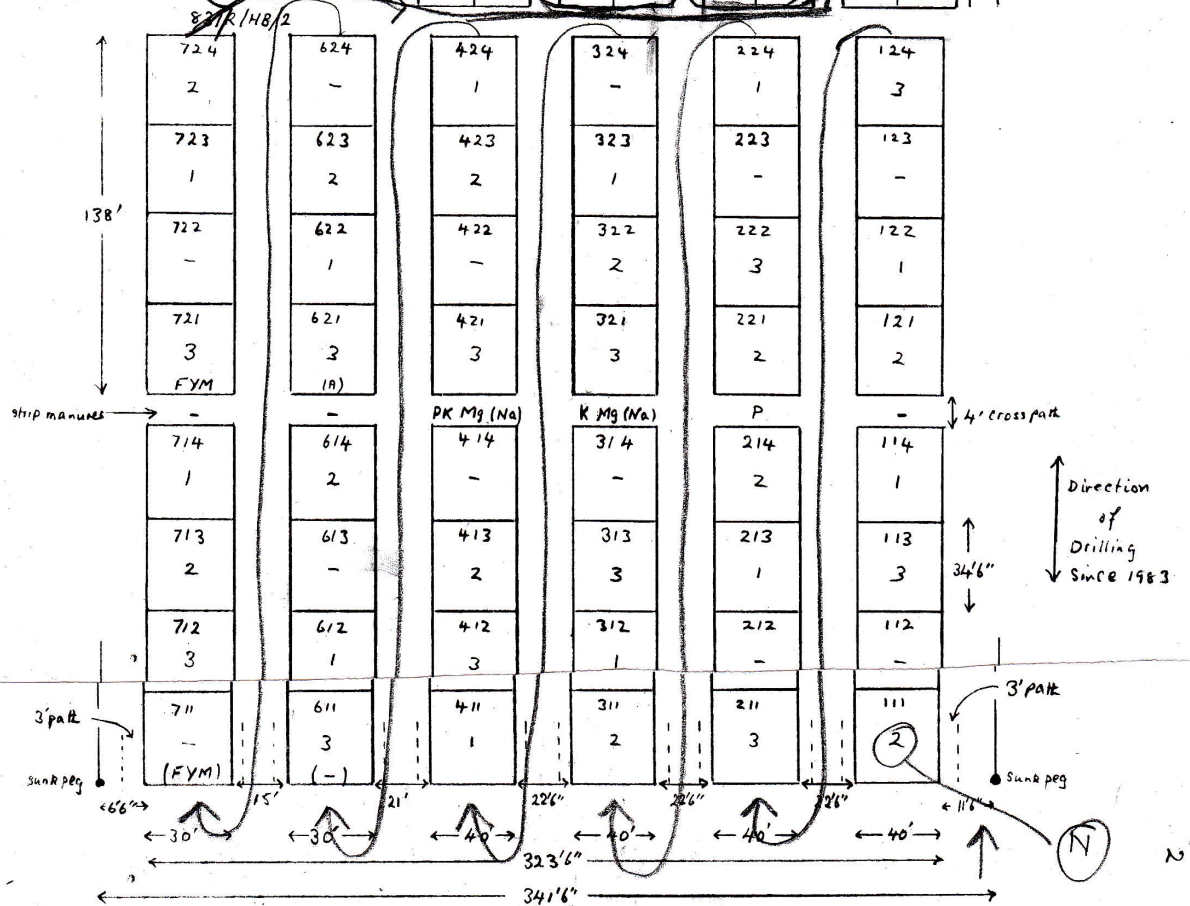 83/R/HB/2
724 624 424 324 224 124
2 - 1 - 1 3
723 623 423 323 223 123
1 2 2 1 - -
138'
722 622 422 322 222 122
- 1 - 2 3 1
721 621 421 321 221 121
3 3 3 3 2 2
FYM (A)
strip manures - - PK Mg (Na) K Mg (Na) P - 4' Cross path
714 614 414 314 214 114
1 2 - - 2 1
Direction
of
Drilling
Since 1983
713 613 413 313 213 113
2 - 2 3 1 3
34'6"
712 612 412 312 212 112
3 1 3 1 - -
3' path 3' path
711 611 411 311 211 111
- 3 1 2 3 2
(FYM) (-)
sunk peg sunk peg
6'6" 15' 21' 22'6" 22'6" 22'6" 11'6"
30' 30' 40' 40' 40' 40'
N
323'6"
341'6"